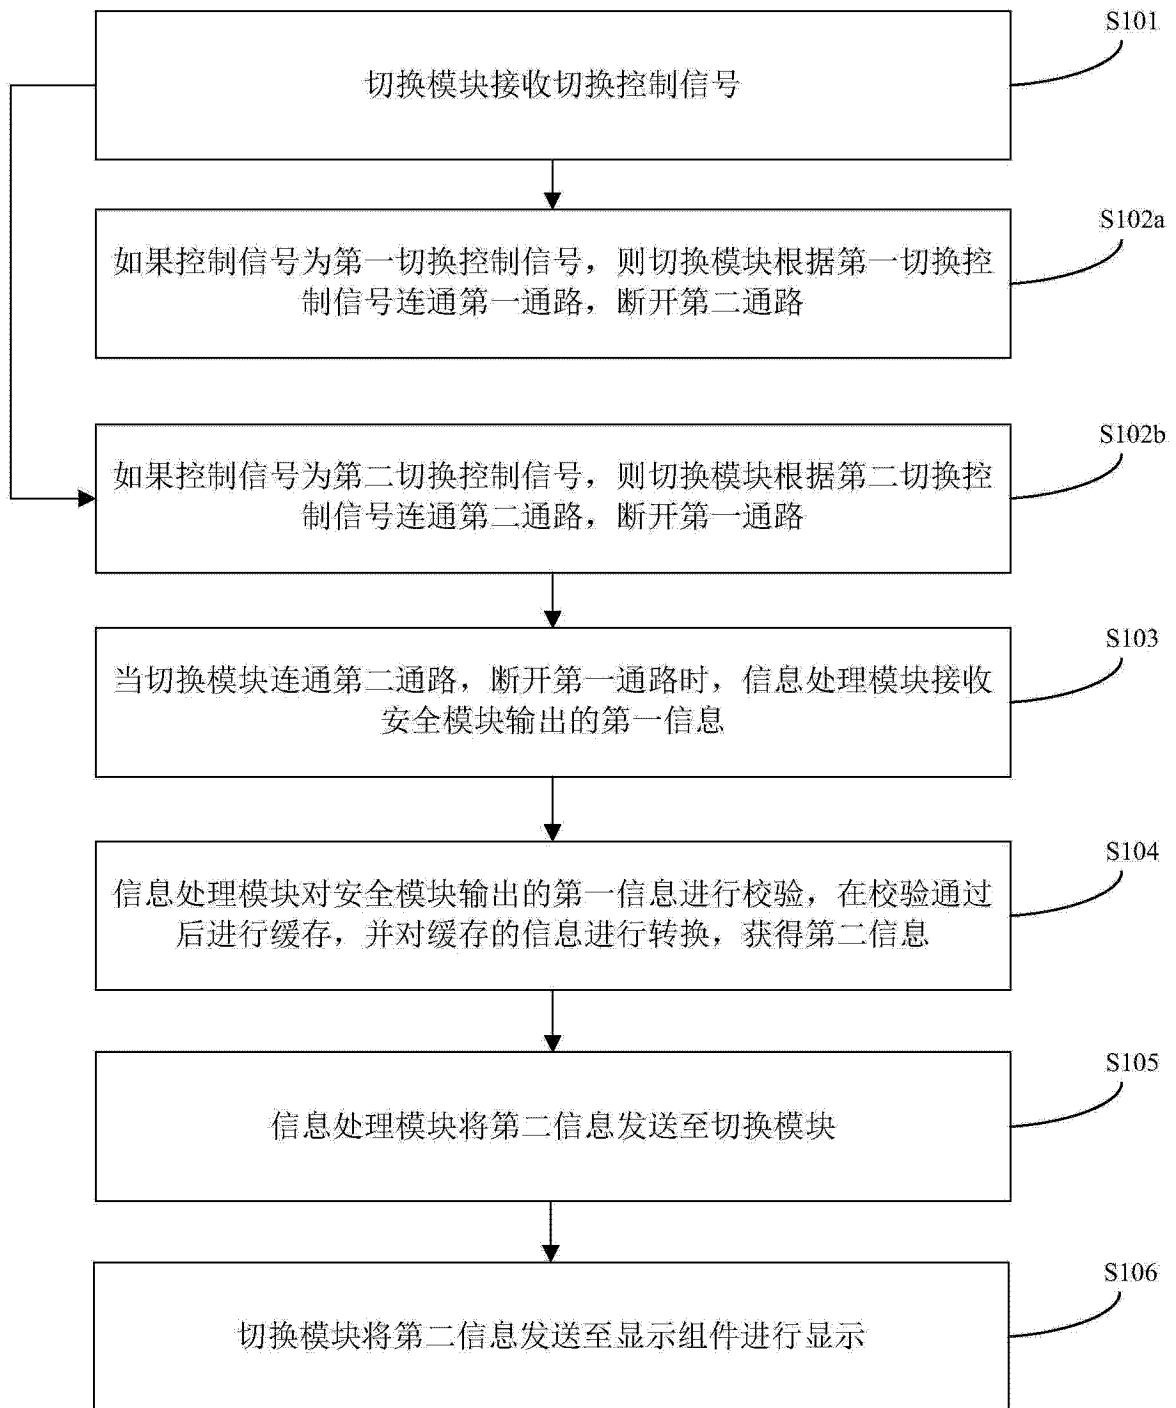 S101
切换模块接收切换控制信号
S102a
如果控制信号为第一切换控制信号，则切换模块根据第一切换控
制信号连通第一通路，断开第二通路
S102b
如果控制信号为第二切换控制信号，则切换模块根据第二切换控
制信号连通第二通路，断开第一通路
S103
当切换模块连通第二通路，断开第一通路时，信息处理模块接收
安全模块输出的第一信息
S104
信息处理模块对安全模块输出的第一信息进行校验，在校验通过
后进行缓存，并对缓存的信息进行转换，获得第二信息
S105
信息处理模块将第二信息发送至切换模块
S106
切换模块将第二信息发送至显示组件进行显示